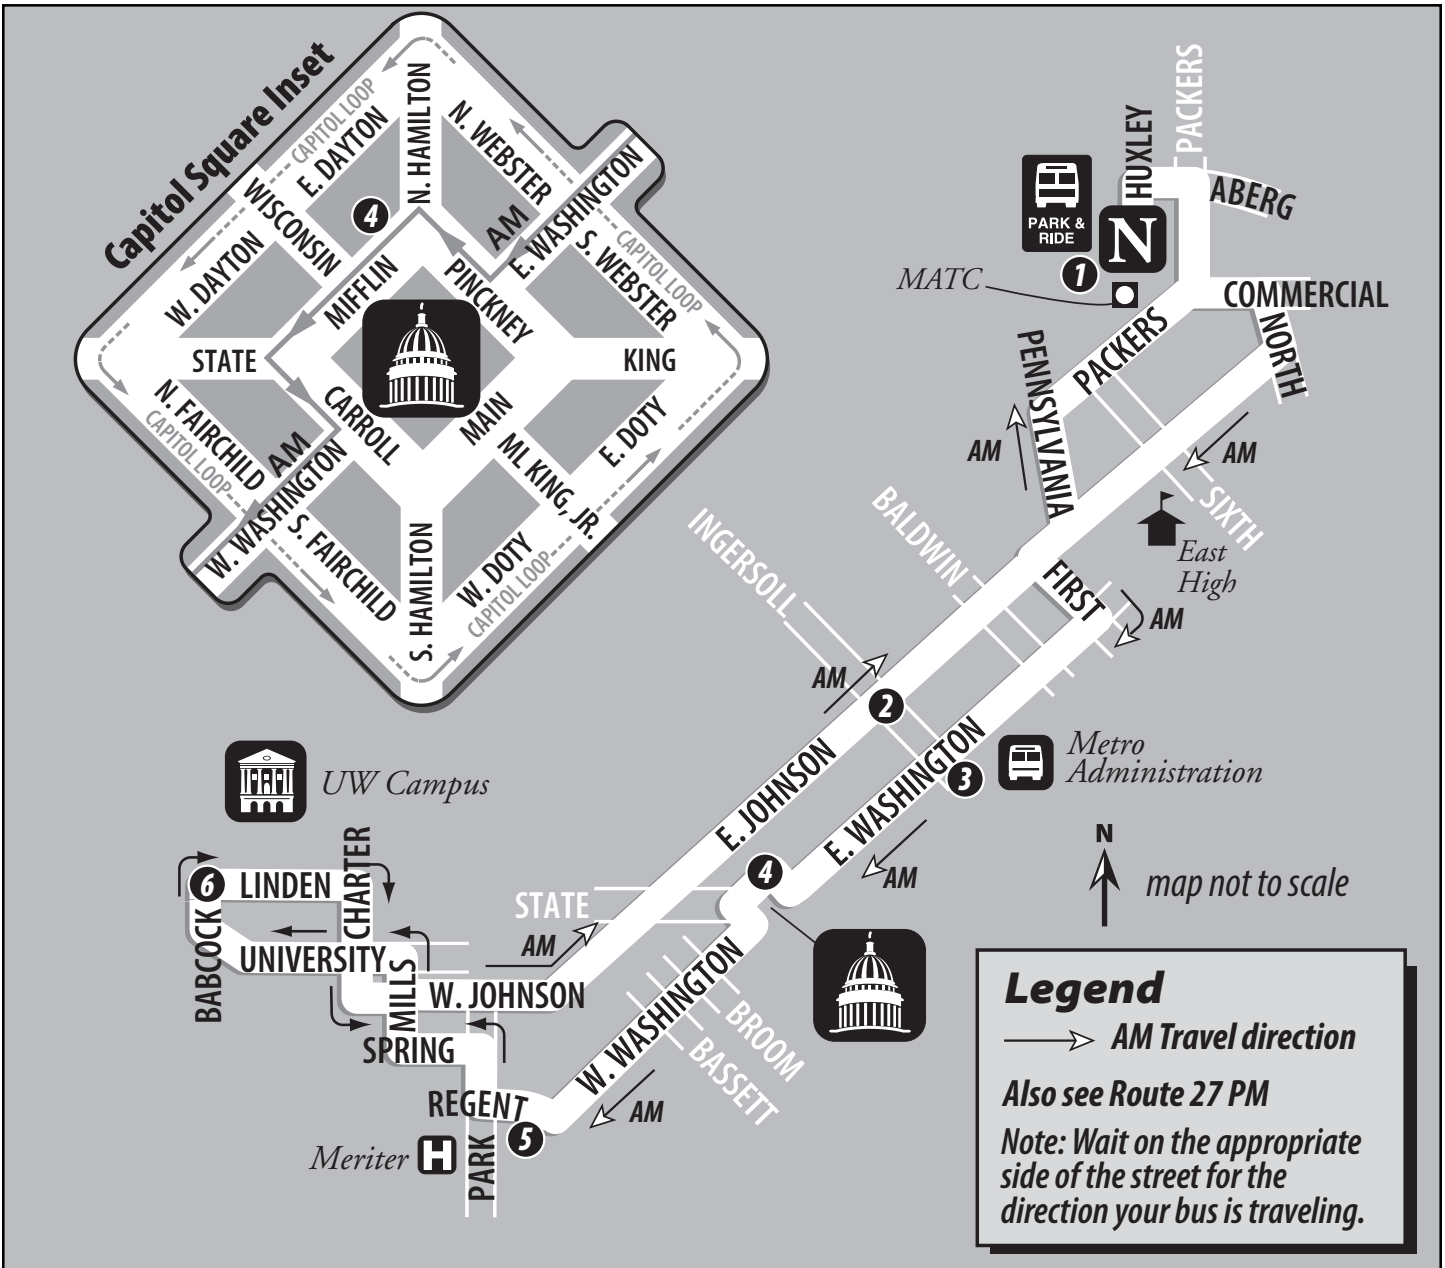 Capitol Square Inset
CAPITOL LOOP
E. DAYTON
N. HAMILTON
N. WEBSTER
WISCONSIN
4
AM
E. WASHINGTON
W. DAYTON
MIFFLIN
PINCKNEY
S. WEBSTER
CAPITOL LOOP
STATE
KING
N. FAIRCHILD
CAPITOL LOOP
CARROLL
MAIN
E. DOTY
AM
W. WASHINGTON
ML KING, JR.
S. FAIRCHILD
S. HAMILTON
W. DOTY
CAPITOL LOOP
PACKERS
HUXLEY
ABERG
PARK &
RIDE
N
1
MATC
COMMERCIAL
NORTH
PACKERS
PENNSYLVANIA
AM
AM
SIXTH
East
High
BALDWIN
INGERSOLL
FIRST
AM
AM
2
E. JOHNSON
E. WASHINGTON
3
Metro
Administration
AM
4
STATE
AM
UW Campus
CHARTER
6
LINDEN
BABCOCK
UNIVERSITY
MILLS
W. JOHNSON
SPRING
W. WASHINGTON
BROOM
BASSETT
AM
REGENT
5
Meriter
H
PARK
N
map not to scale
Legend
AM Travel direction
Also see Route 27 PM
Note: Wait on the appropriate
side of the street for the
direction your bus is traveling.